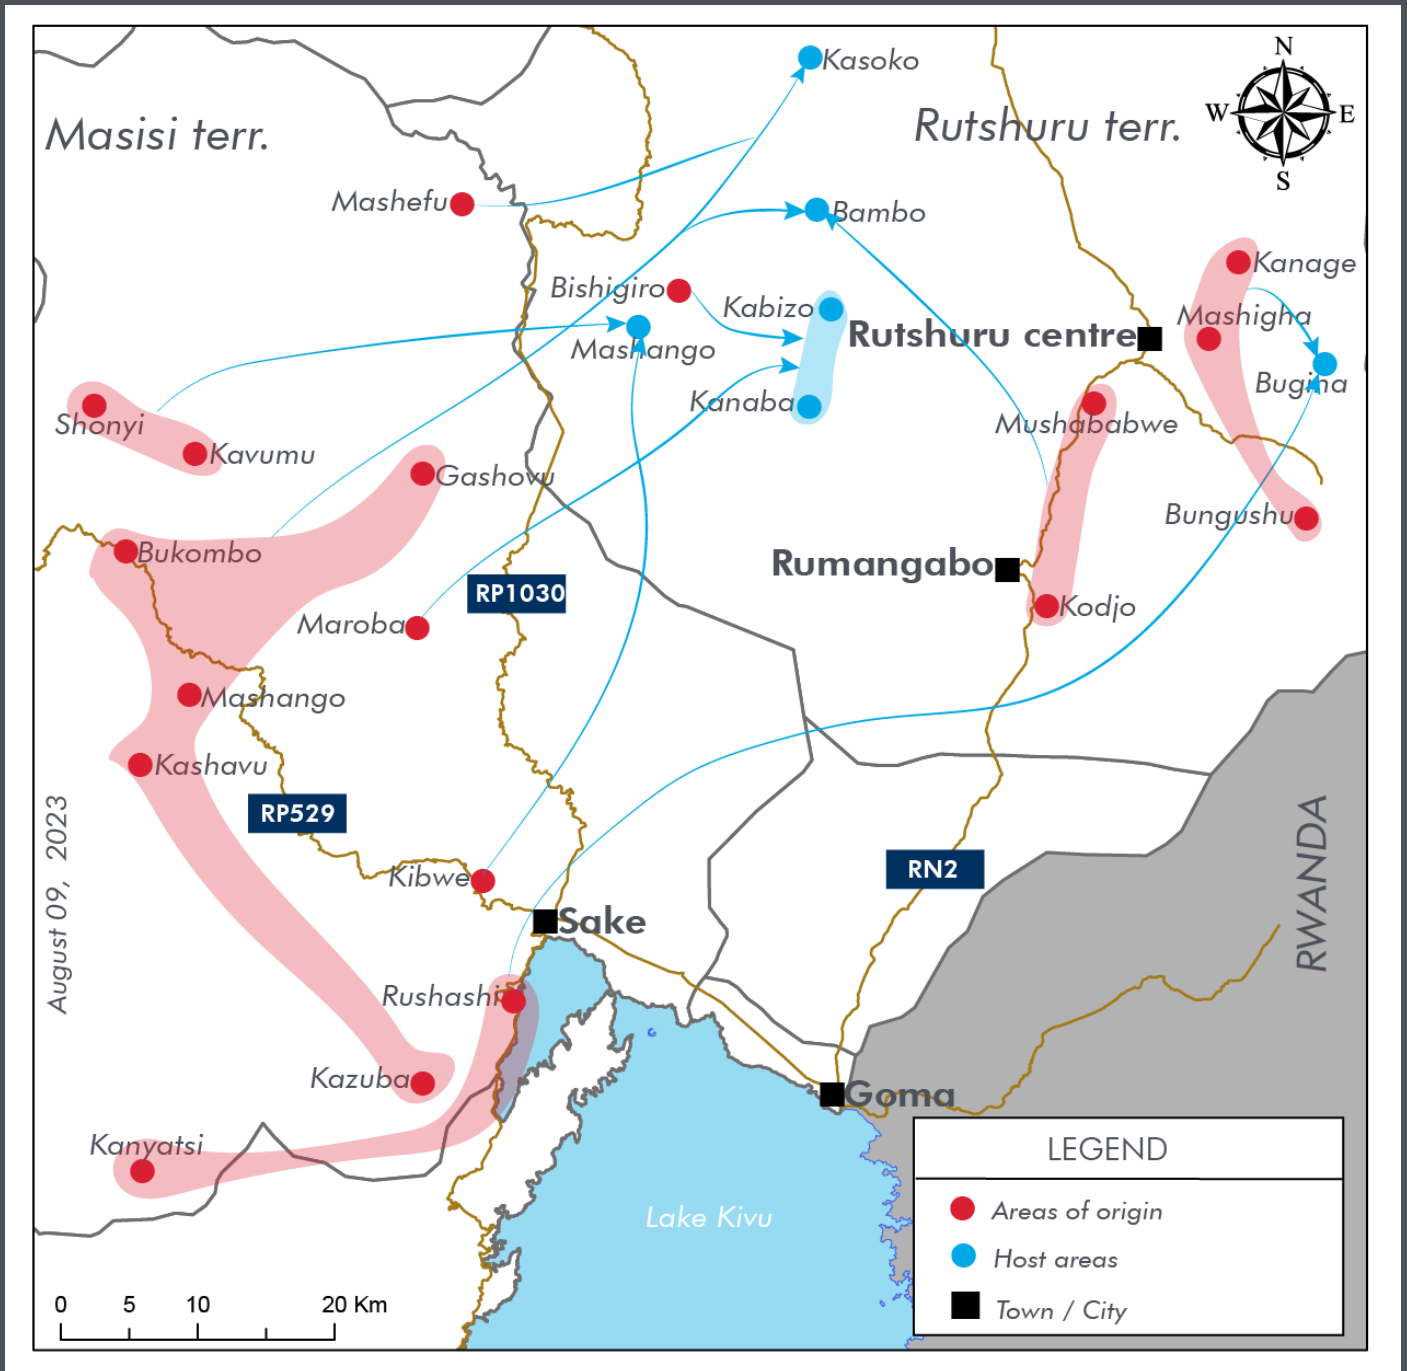 N
Kasoko
W
E
Masisi terr.
Rutshuru terr.
S
Mashefu
Bambo
Kanage
Bishigiro
Kabizo
Mashigha
Rutshuru centre
Mashango
Bugina
Kanaba
Shonyi
Mushababwe
Kavumu
Gashovu
Bungushu
Bukombo
Rumangabo
RP1030
Kodjo
Maroba
Mashango
Kashavu
RP529
RN2
Kibwe
Sake
August 09, 2023
RWANDA
Rushashi
Kazuba
Goma
Kanyatsi
LEGEND
Lake Kivu
Areas of origin
Host areas
Town / City
0 5 10 20 Km